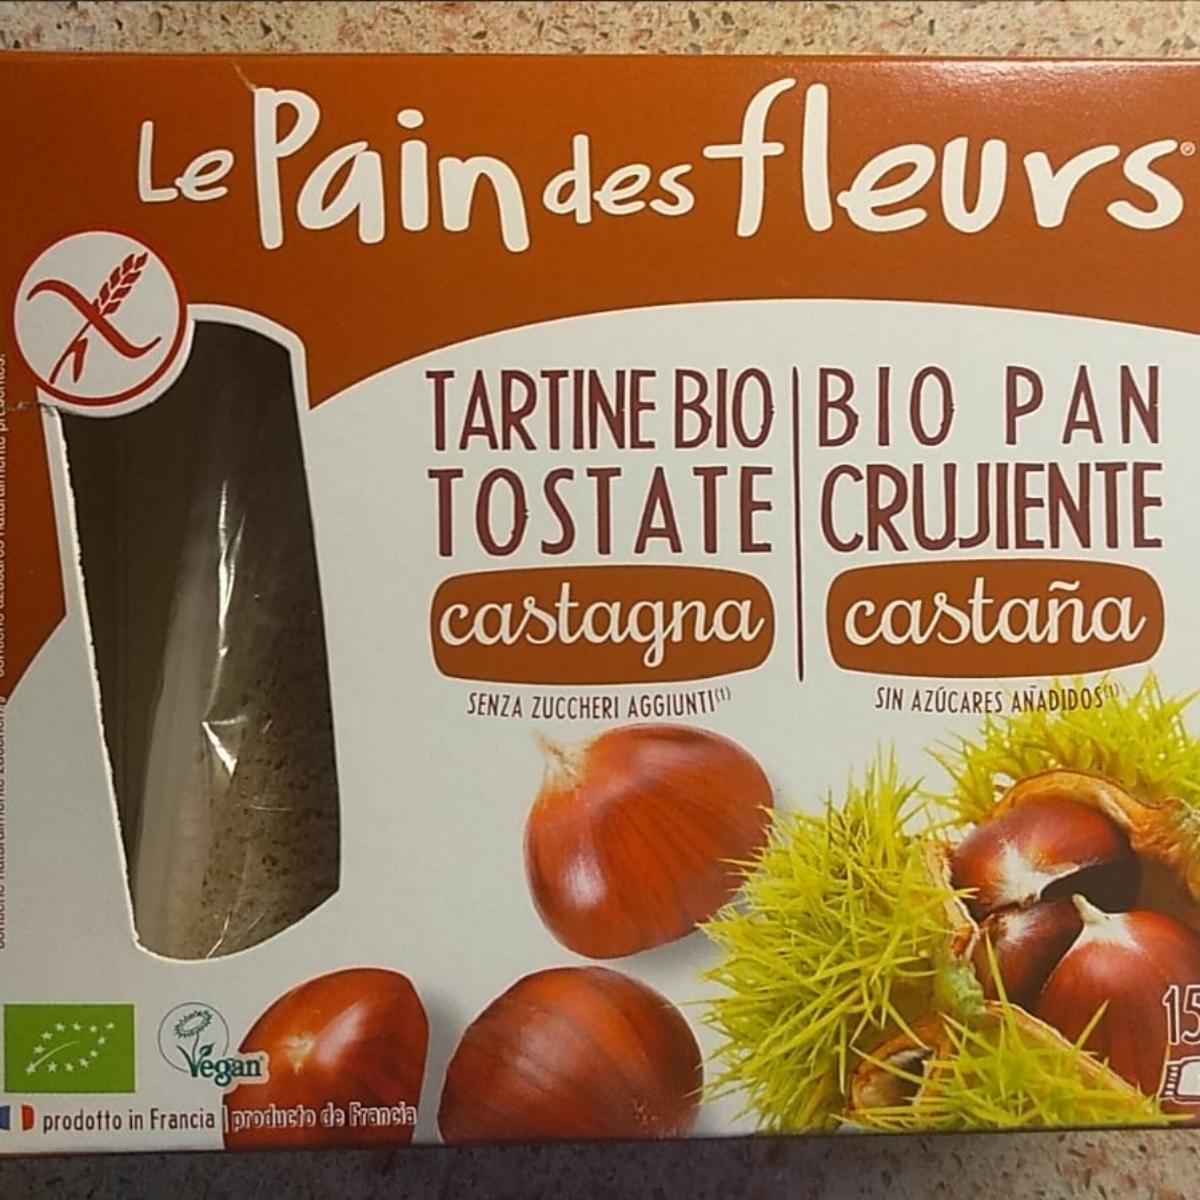 Le Pain des fleurs®
TARTINE BIO
TOSTATE
castagna
SENZA ZUCCHERI AGGIUNTI(1)
BIO PAN
CRUJIENTE
castaña
SIN AZÚCARES AÑADIDOS(1)
Vegan
prodotto in Francia | producto de Francia
15